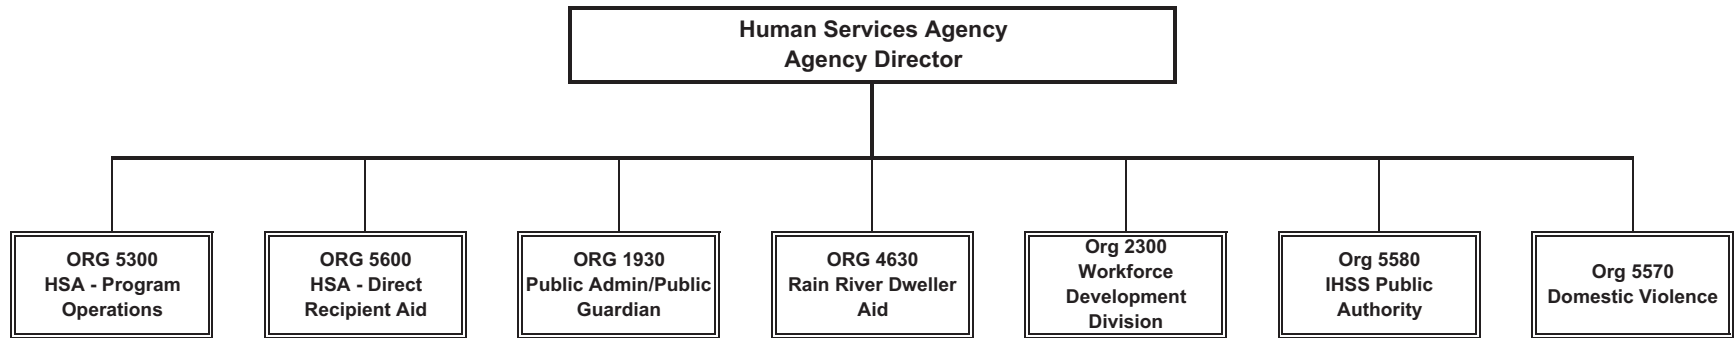 Human Services Agency
Agency Director
ORG 5300
HSA - Program
Operations
ORG 5600
HSA - Direct
Recipient Aid
ORG 1930
Public Admin/Public
Guardian
ORG 4630
Rain River Dweller
Aid
Org 2300
Workforce
Development
Division
Org 5580
IHSS Public
Authority
Org 5570
Domestic Violence